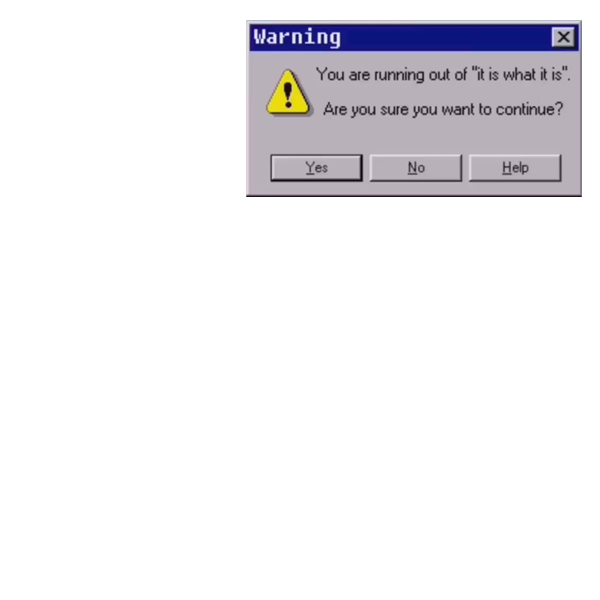 Warning
You are running out of "it is what it is".
Are you sure you want to continue?
Yes No Help